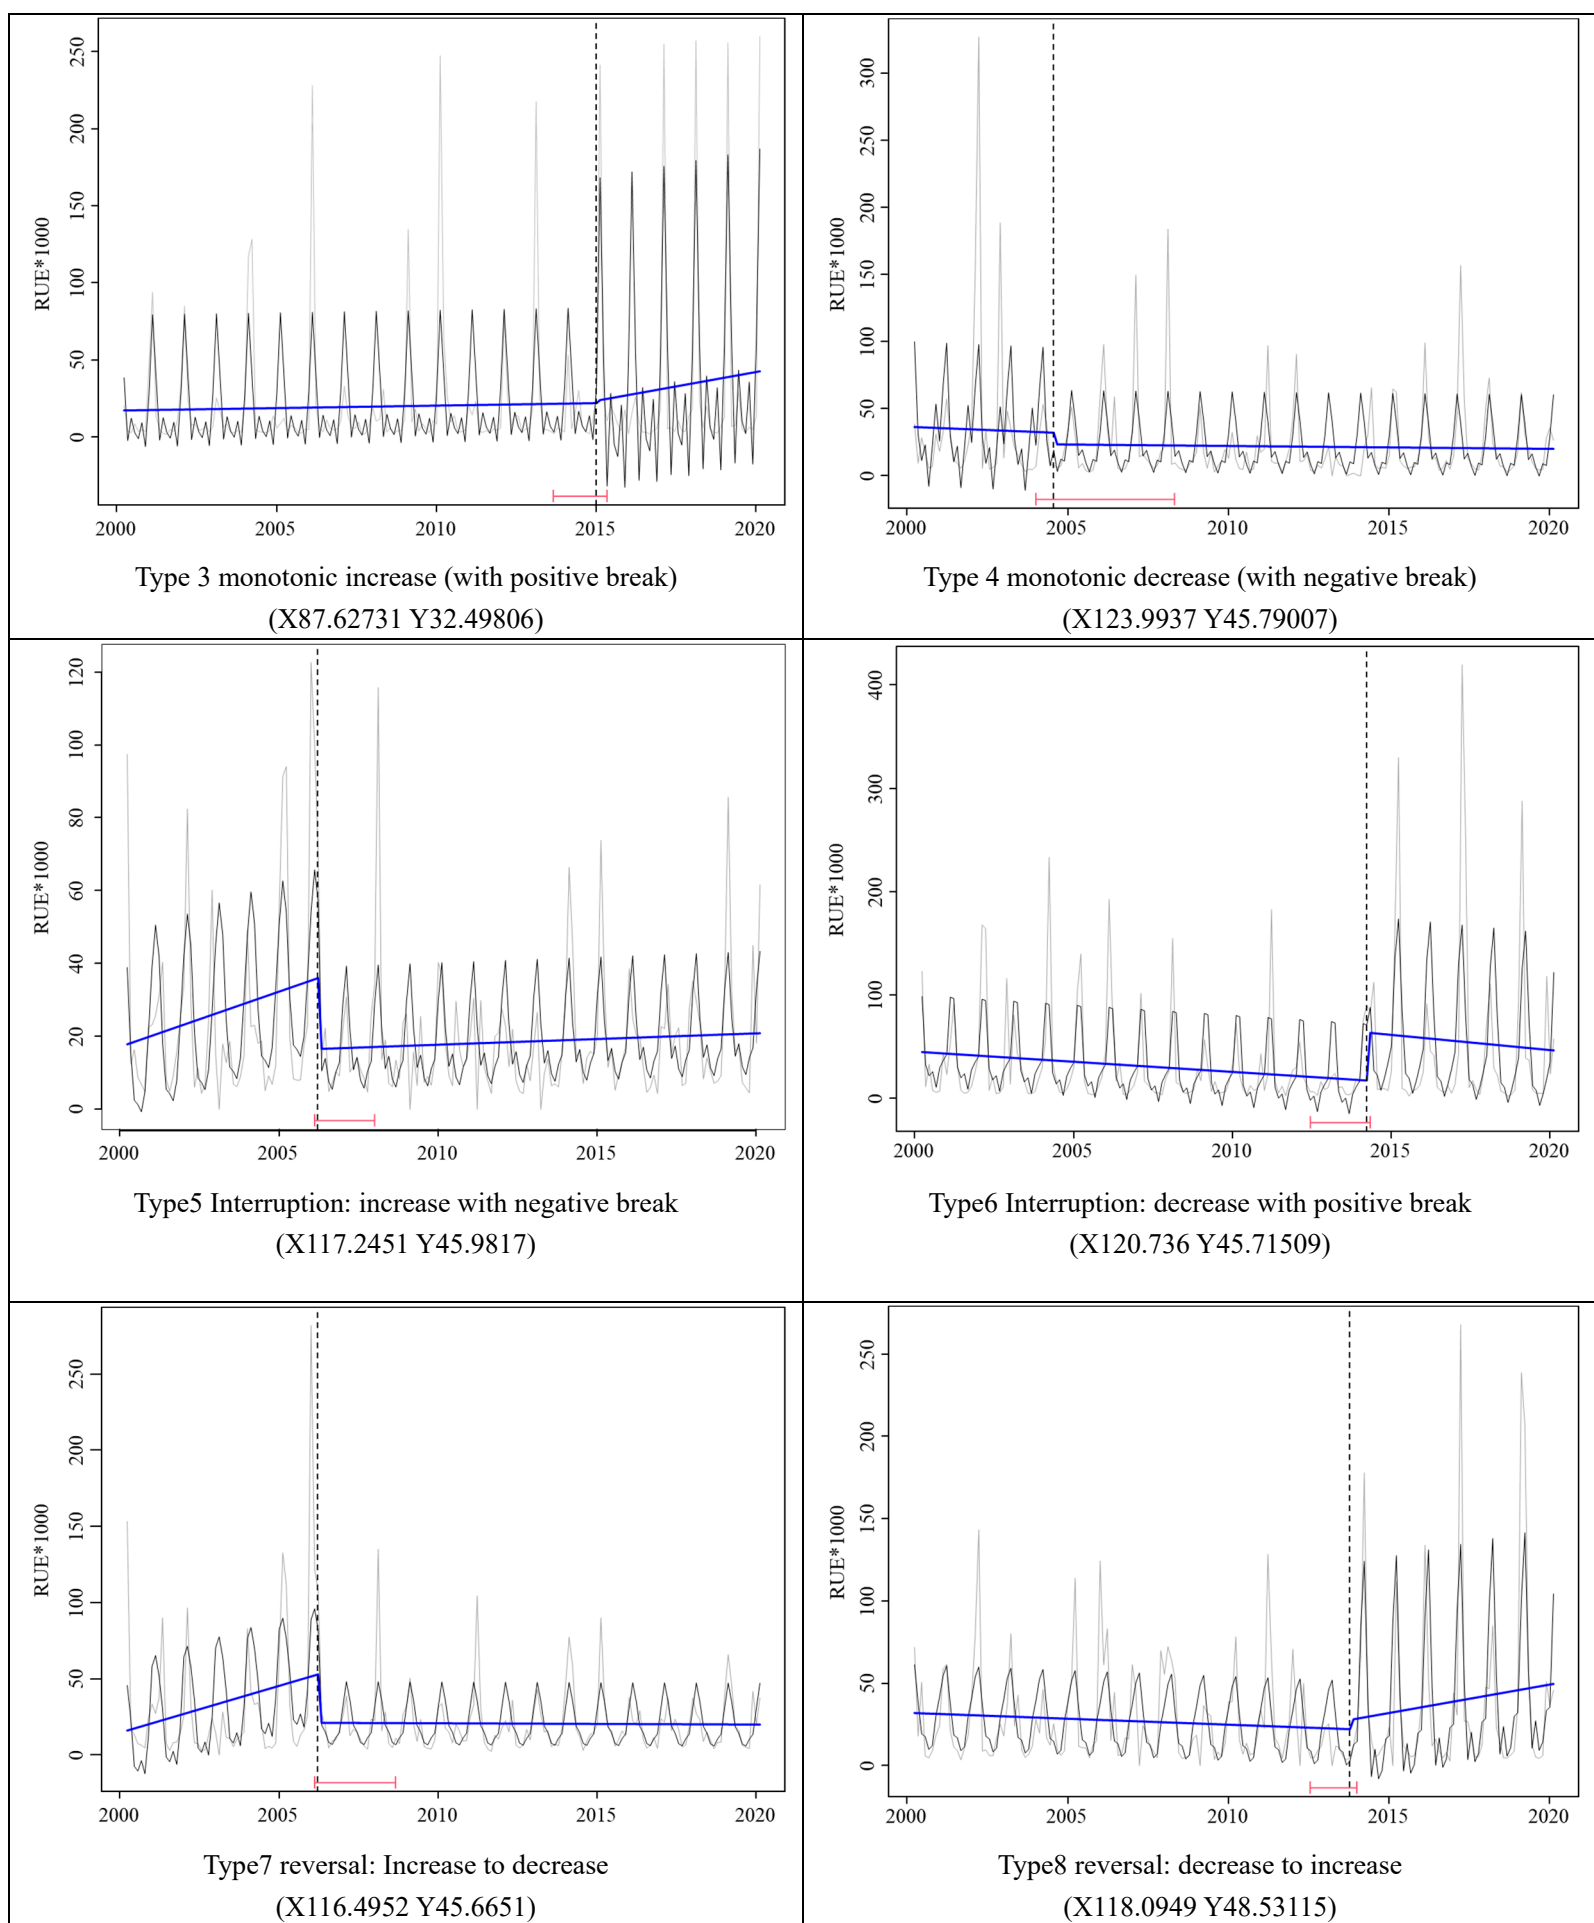 RUE*1000
0 50 100 150 200 250
2000 2005 2010 2015 2020
Type 3 monotonic increase (with positive break)
(X87.62731 Y32.49806)
RUE*1000
0 50 100 150 200 250 300
2000 2005 2010 2015 2020
Type 4 monotonic decrease (with negative break)
(X123.9937 Y45.79007)
RUE*1000
0 20 40 60 80 100 120
2000 2005 2010 2015 2020
Type5 Interruption: increase with negative break
(X117.2451 Y45.9817)
RUE*1000
0 100 200 300 400
2000 2005 2010 2015 2020
Type6 Interruption: decrease with positive break
(X120.736 Y45.71509)
RUE*1000
0 50 100 150 200 250
2000 2005 2010 2015 2020
Type7 reversal: Increase to decrease
(X116.4952 Y45.6651)
RUE*1000
0 50 100 150 200 250
2000 2005 2010 2015 2020
Type8 reversal: decrease to increase
(X118.0949 Y48.53115)